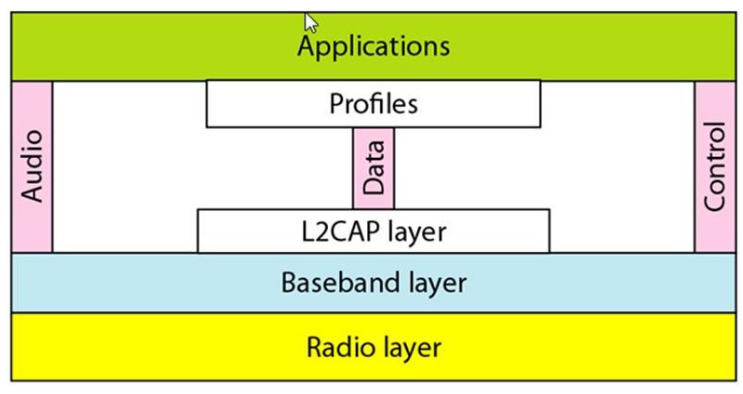 Applications
Profiles
Audio
Data
Control
L2CAP layer
Baseband layer
Radio layer